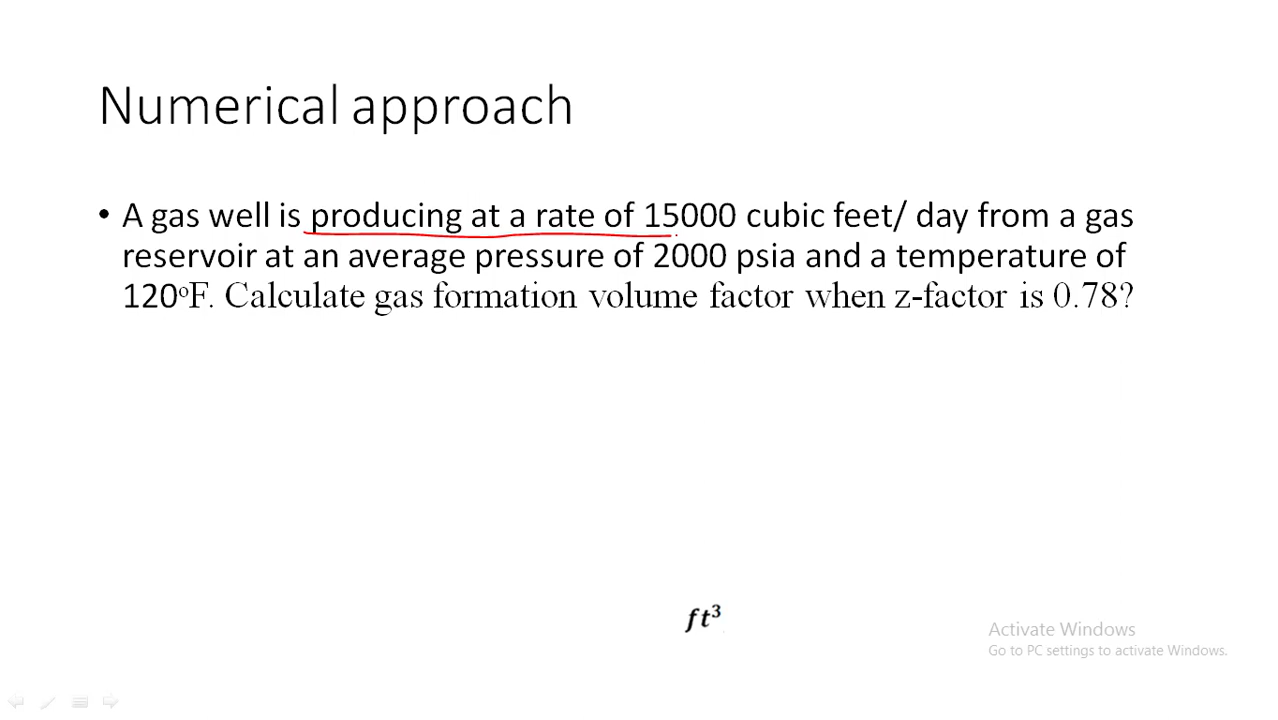 Numerical approach
• A gas well is producing at a rate of 15000 cubic feet/ day from a gas
reservoir at an average pressure of 2000 psia and a temperature of
120°F. Calculate gas formation volume factor when z-factor is 0.78?
ft³
Activate Windows
Go to PC settings to activate Windows.